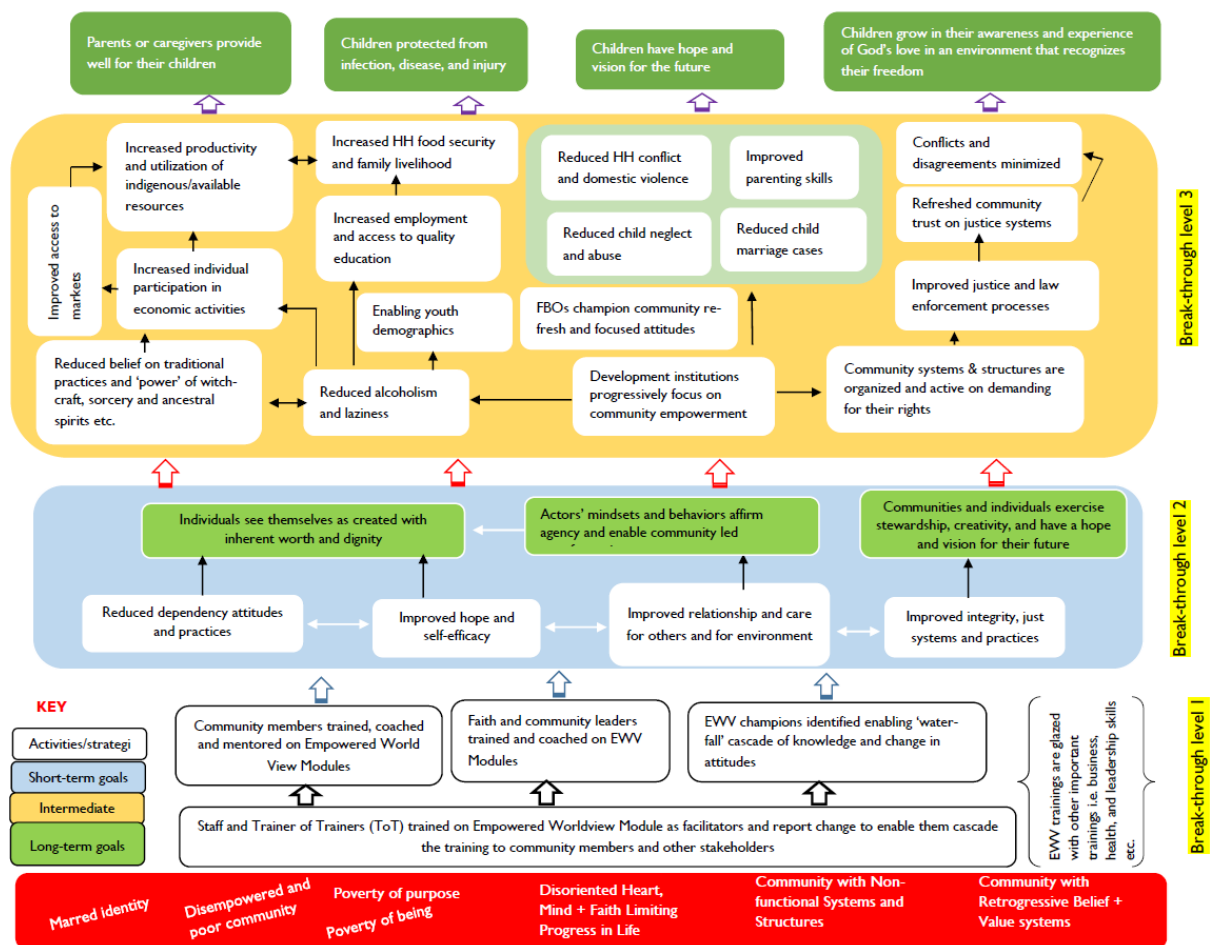 Parents or caregivers provide
well for their children
Children protected from
infection, disease, and injury
Children have hope and
vision for the future
Children grow in their awareness and experience
of God's love in an environment that recognizes
their freedom
Increased productivity
and utilization of
indigenous/available
resources
Increased HH food security
and family livelihood
Reduced HH conflict
and domestic violence
Improved
parenting skills
Conflicts and
disagreements minimized
Improved access to
markets
Increased employment
and access to quality
education
Reduced child neglect
and abuse
Reduced child
marriage cases
Refreshed community
trust on justice systems
Increased individual
participation in
economic activities
Enabling youth
demographics
FBOs champion community re-
fresh and focused attitudes
Improved justice and law
enforcement processes
Reduced belief on traditional
practices and 'power' of witch-
craft, sorcery and ancestral
spirits etc.
Reduced alcoholism
and laziness
Development institutions
progressively focus on
community empowerment
Community systems & structures are
organized and active on demanding
for their rights
Break-through level 3
Individuals see themselves as created with
inherent worth and dignity
Actors' mindsets and behaviors affirm
agency and enable community led
Communities and individuals exercise
stewardship, creativity, and have a hope
and vision for their future
Reduced dependency attitudes
and practices
Improved hope and
self-efficacy
Improved relationship and care
for others and for environment
Improved integrity, just
systems and practices
Break-through level 2
KEY
Activities/strategi
Short-term goals
Intermediate
Long-term goals
Community members trained, coached
and mentored on Empowered World
View Modules
Faith and community leaders
trained and coached on EWV
Modules
EWV champions identified enabling 'water-
fall' cascade of knowledge and change in
attitudes
Staff and Trainer of Trainers (ToT) trained on Empowered Worldview Module as facilitators and report change to enable them cascade
the training to community members and other stakeholders
EWV trainings are glazed
with other important
trainings i.e. business,
health, and leadership skills
etc.
Break-through level 1
Marred identity
Disempowered and
poor community
Poverty of purpose
Poverty of being
Disoriented Heart,
Mind + Faith Limiting
Progress in Life
Community with Non-
functional Systems and
Structures
Community with
Retrogressive Belief +
Value systems